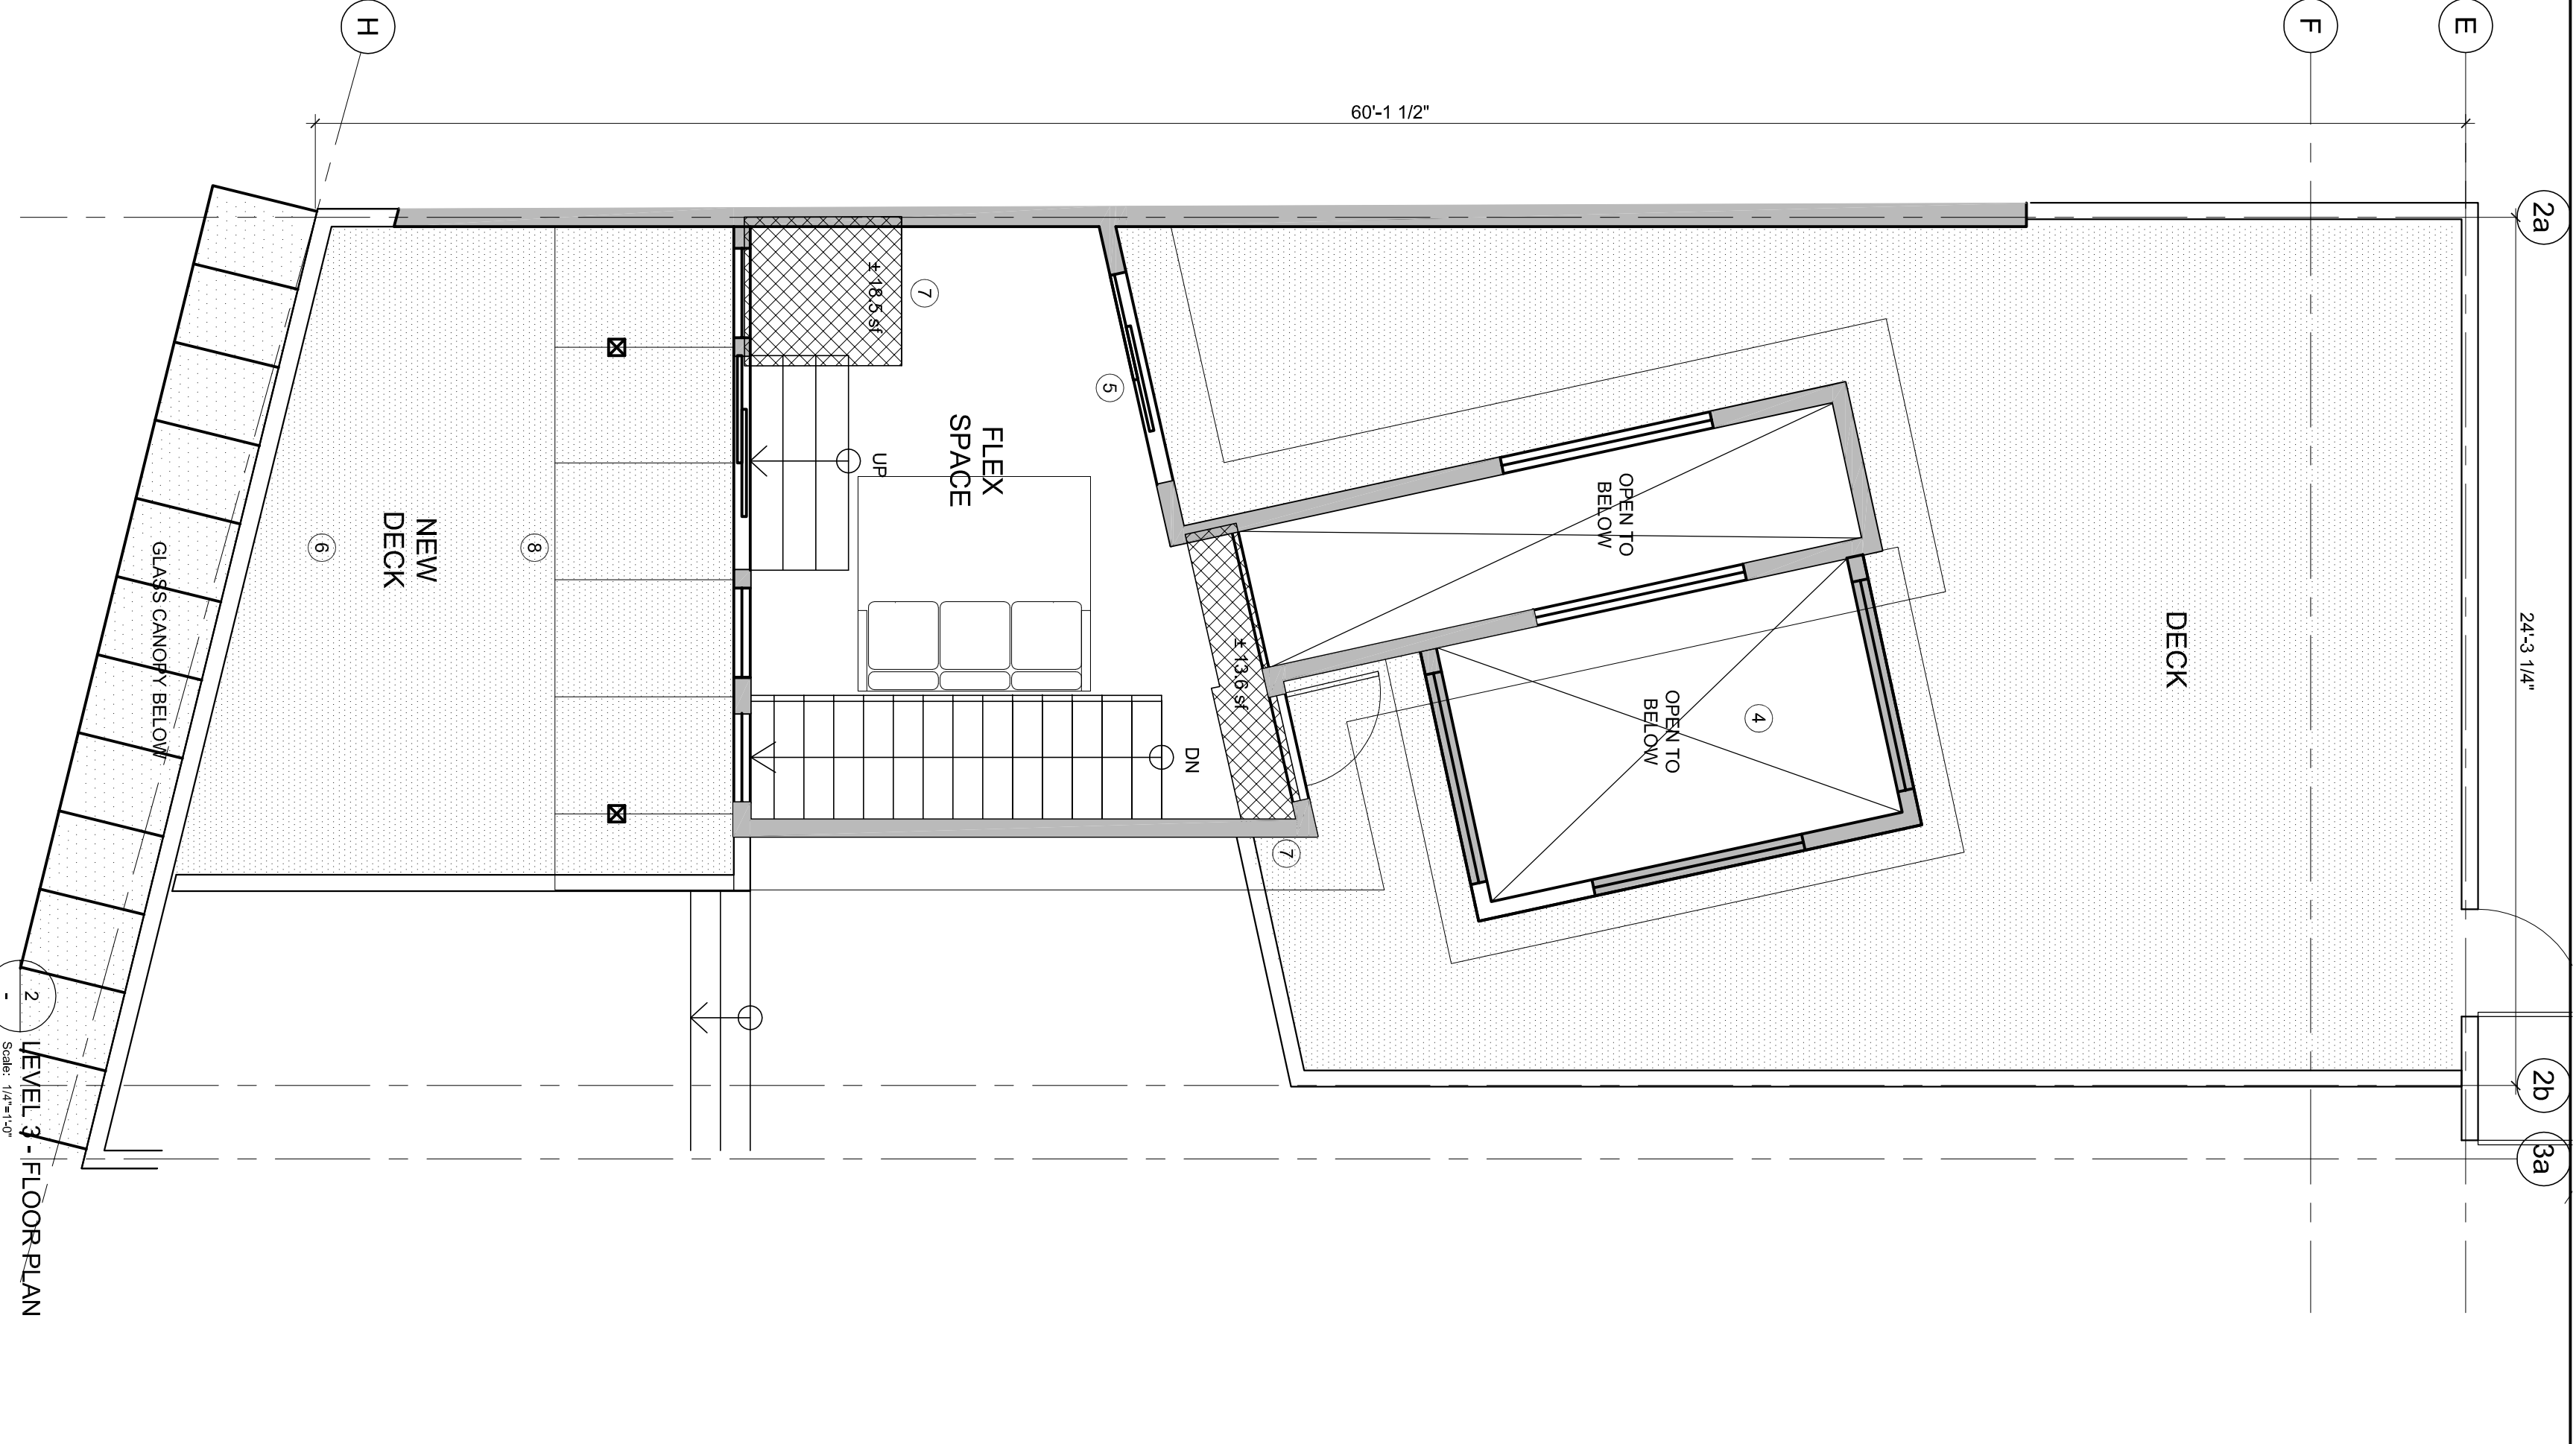 H
F
E
60'-1 1/2"
2a
± 18.5 sf
7
5
FLEX
SPACE
UP
OPEN TO
BELOW
NEW
DECK
6
8
GLASS CANOPY BELOW
± 13.6 sf
DN
OPEN TO
BELOW
4
DECK
24'-3 1/4"
7
2b
3a
2
-
LEVEL 3 - FLOOR PLAN
Scale: 1/4"=1'-0"